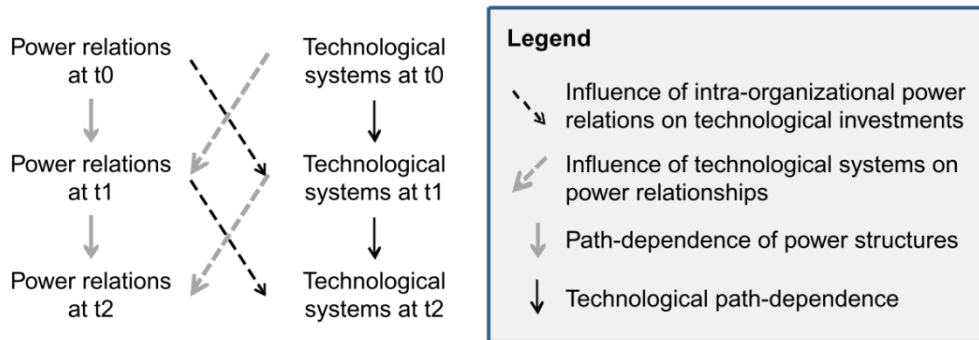 Power relations
at t0
Technological
systems at t0
Power relations
at t1
Technological
systems at t1
Power relations
at t2
Technological
systems at t2
Legend
Influence of intra-organizational power
relations on technological investments
Influence of technological systems on
power relationships
Path-dependence of power structures
Technological path-dependence